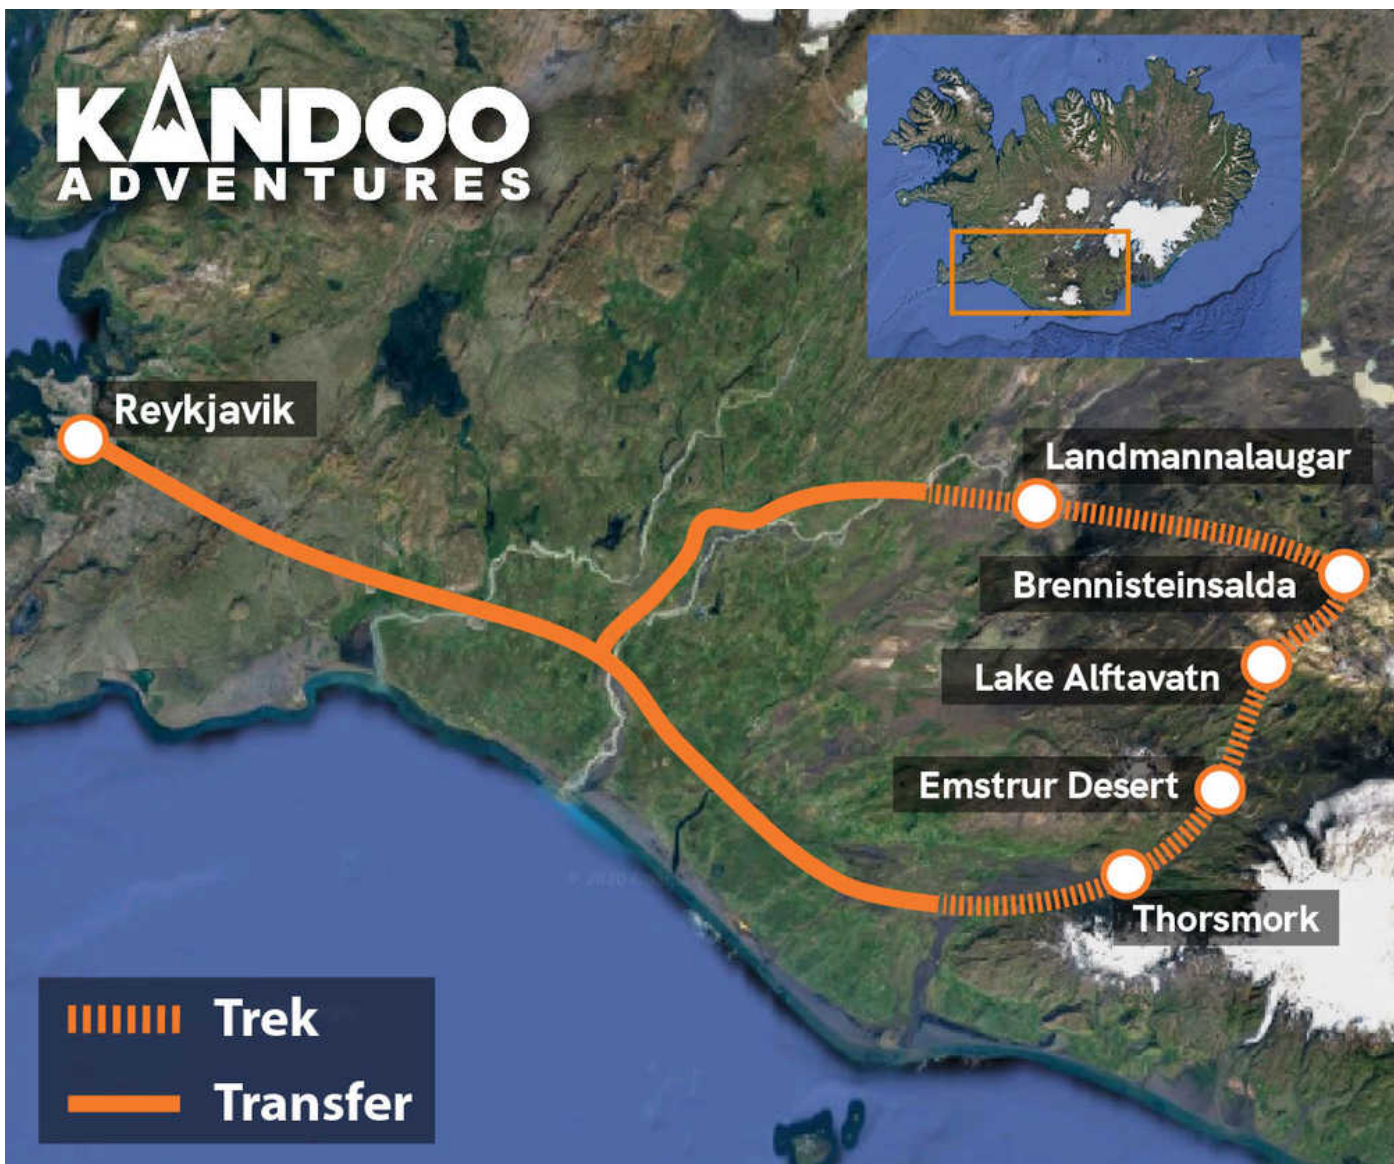 KANDOO
ADVENTURES
Reykjavik
Landmannalaugar
Brennisteinsalda
Lake Alftavatn
Emstrur Desert
Thorsmork
Trek
Transfer